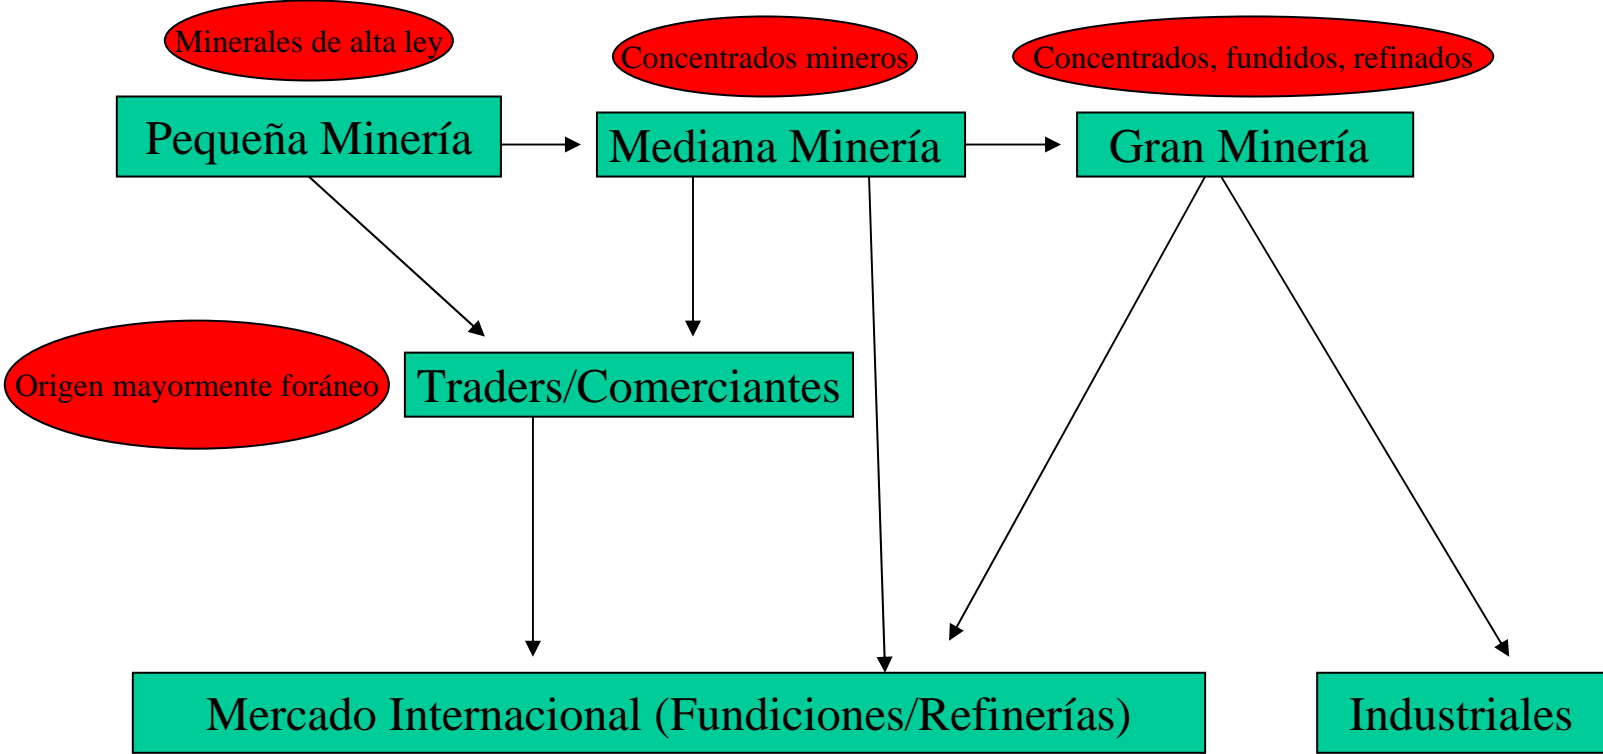 Minerales de alta ley
Concentrados mineros
Concentrados, fundidos, refinados
Pequeña Minería
Mediana Minería
Gran Minería
Origen mayormente foráneo
Traders/Comerciantes
Mercado Internacional (Fundiciones/Refinerías)
Industriales